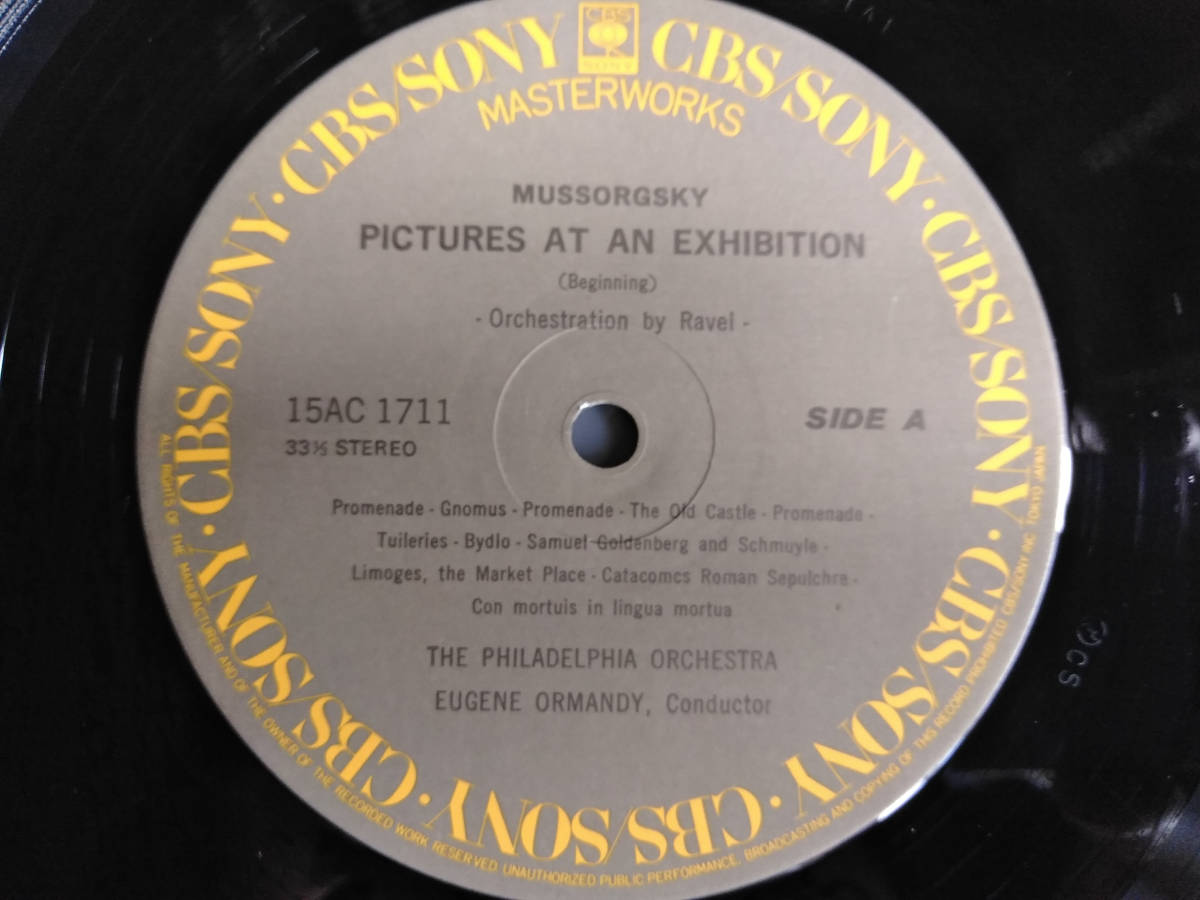 CBS/SONY · CBS/SONY · CBS/SONY · CBS/SONY · CBS/SONY · CBS/SONY · CBS/SONY · CBS/SONY · CBS/SONY · CBS/SONY
CBS
SONY
MASTERWORKS
MUSSORGSKY
PICTURES AT AN EXHIBITION
(Beginning)
- Orchestration by Ravel -
15AC 1711
SIDE A
33⅓ STEREO
Promenade - Gnomus - Promenade - The Old Castle - Promenade -
Tuileries - Bydlo - Samuel Goldenberg and Schmuyle -
Limoges, the Market Place - Catacomcs Roman Sepulchre -
Con mortuis in lingua mortua
THE PHILADELPHIA ORCHESTRA
EUGENE ORMANDY, Conductor
ALL RIGHTS OF THE MANUFACTURER AND OF THE OWNER OF THE RECORDED WORK RESERVED UNAUTHORIZED PUBLIC PERFORMANCE, BROADCASTING AND COPYING OF THIS RECORD PROHIBITED CBS/SONY INC TOKYO JAPAN